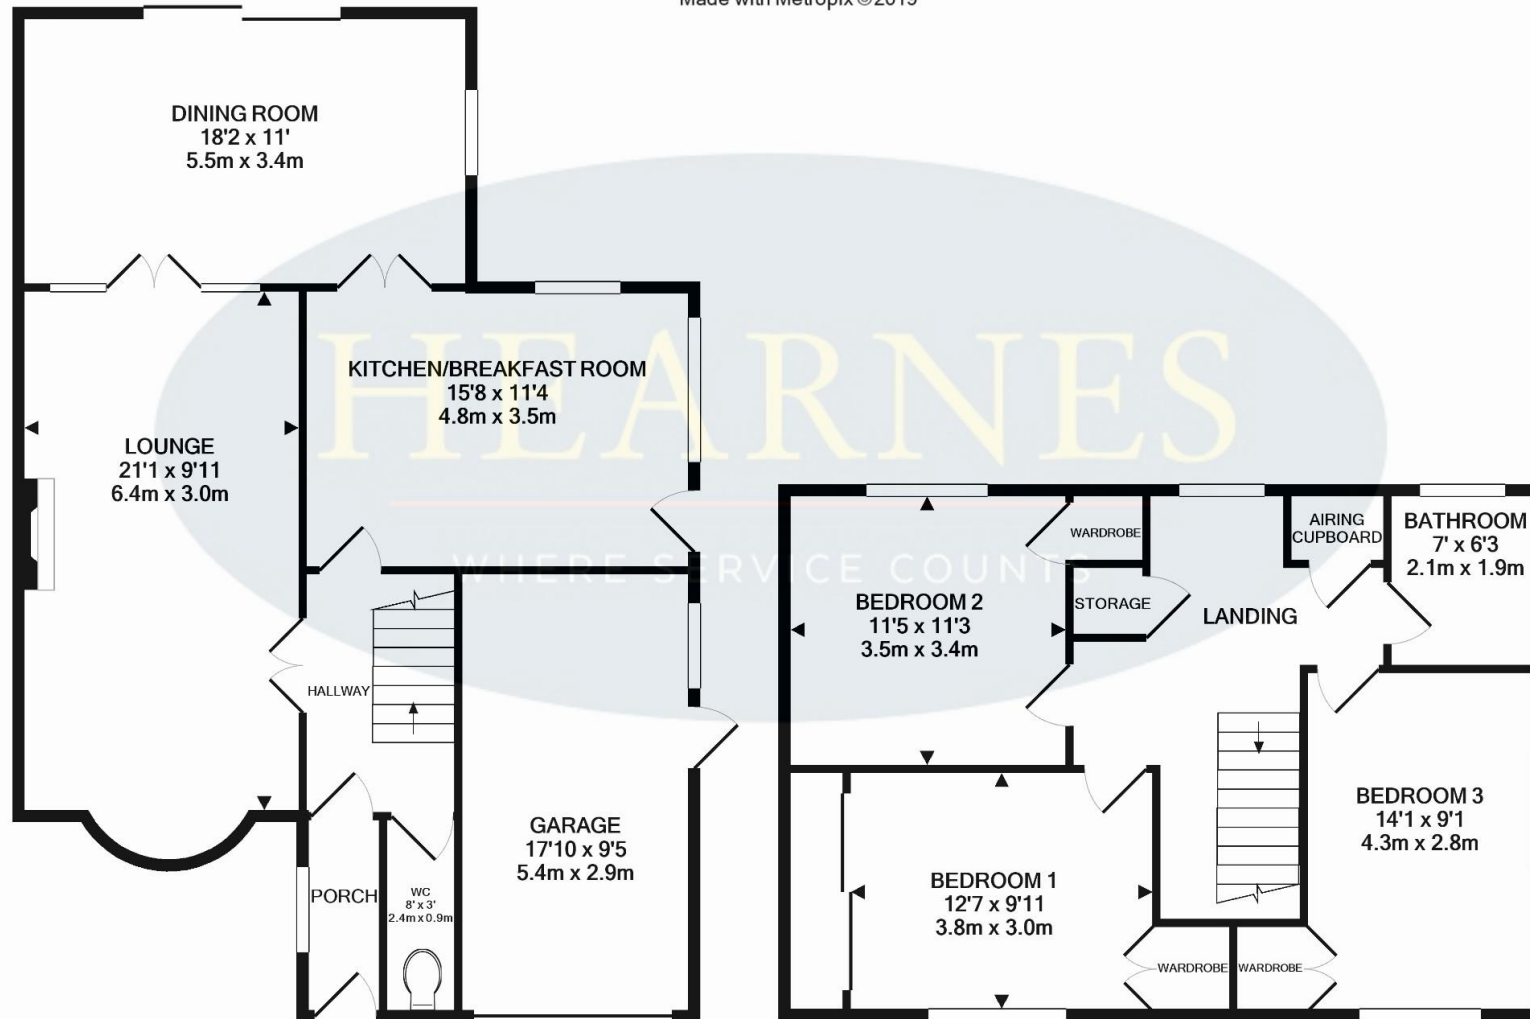 Made with Metropix ©2019
DINING ROOM
18'2 x 11'
5.5m x 3.4m
KITCHEN/BREAKFAST ROOM
15'8 x 11'4
4.8m x 3.5m
LOUNGE
21'1 x 9'11
6.4m x 3.0m
HALLWAY
GARAGE
17'10 x 9'5
5.4m x 2.9m
PORCH
WC
8' x 3'
2.4m x 0.9m
HEARNES
WHERE SERVICE COUNTS
WARDROBE
AIRING
CUPBOARD
BATHROOM
7' x 6'3
2.1m x 1.9m
BEDROOM 2
11'5 x 11'3
3.5m x 3.4m
STORAGE
LANDING
BEDROOM 3
14'1 x 9'1
4.3m x 2.8m
BEDROOM 1
12'7 x 9'11
3.8m x 3.0m
WARDROBE
WARDROBE